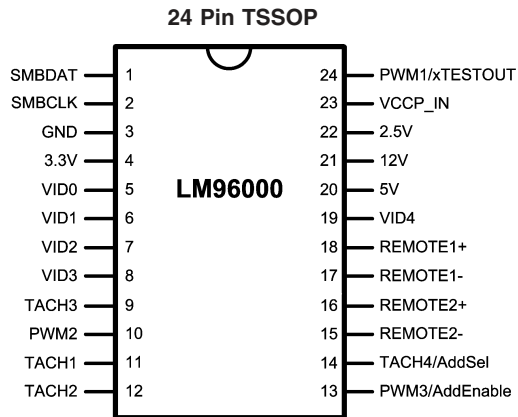 24 Pin TSSOP
SMBDAT 1 24 PWM1/xTESTOUT
SMBCLK 2 23 VCCP_IN
GND 3 22 2.5V
3.3V 4 21 12V
VID0 5 LM96000 20 5V
VID1 6 19 VID4
VID2 7 18 REMOTE1+
VID3 8 17 REMOTE1-
TACH3 9 16 REMOTE2+
PWM2 10 15 REMOTE2-
TACH1 11 14 TACH4/AddSel
TACH2 12 13 PWM3/AddEnable